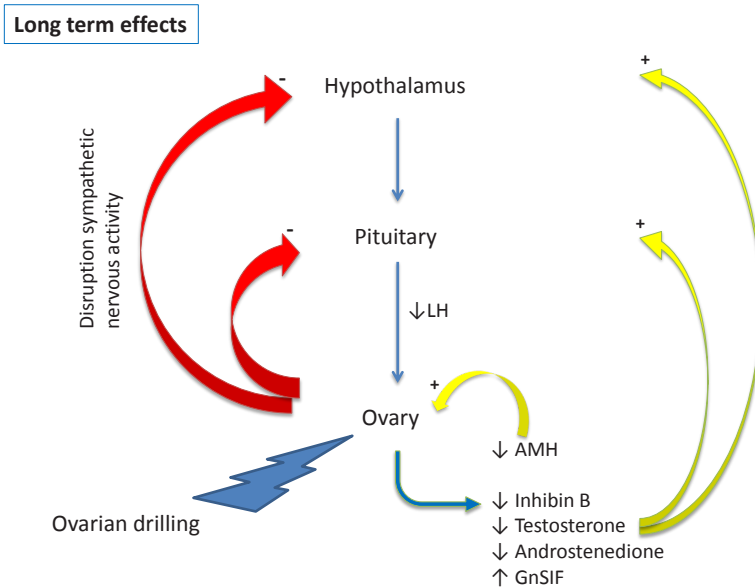 Long term effects
-
+
Hypothalamus
Disruption sympathetic
nervous activity
-
+
Pituitary
↓ LH
+
Ovary
↓ AMH
↓ Inhibin B
Ovarian drilling
↓ Testosterone
↓ Androstenedione
↑ GnSIF